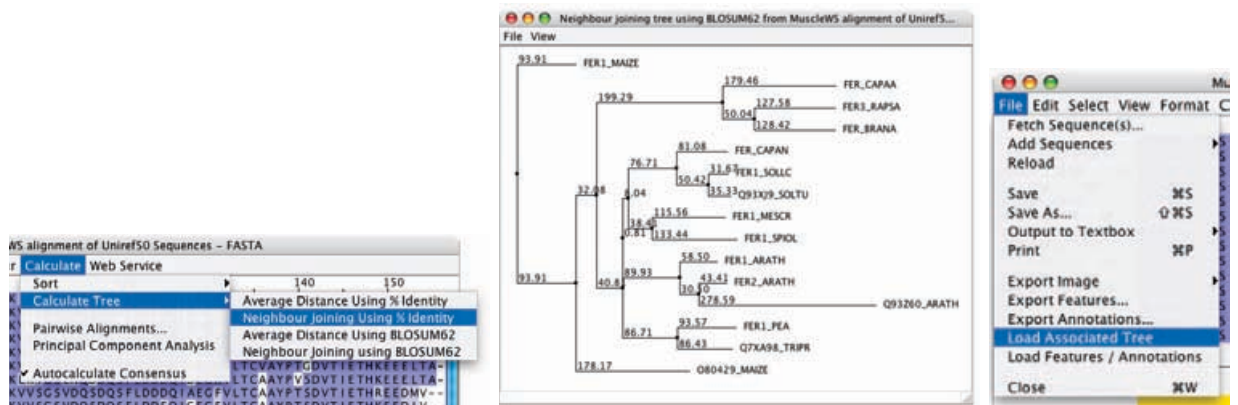 WS alignment of Uniref50 Sequences – FASTA
Calculate Web Service
Sort
Calculate Tree
Pairwise Alignments...
Principal Component Analysis
✔ Autocalculate Consensus
140 150
Average Distance Using % Identity
Neighbour Joining Using % Identity
Average Distance Using BLOSUM62
Neighbour Joining using BLOSUM62
Neighbour joining tree using BLOSUM62 from MuscleWS alignment of Uniref5...
File View
93.91 FER1_MAIZE
179.46 FER_CAPAA
199.29
127.58 FER3_RAPSA
50.04
128.42 FER_BRANA
81.08 FER_CAPAN
76.71
31.67 FER1_SOLLC
50.42
35.33 Q93XJ9_SOLTU
32.08
115.56 FER1_MESCR
0.81
133.44 FER1_SPIOL
58.50 FER1_ARATH
89.93
43.41 FER2_ARATH
93.91
40.8
278.59 Q93Z60_ARATH
93.57 FER1_PEA
86.71
86.43 Q7XA98_TRIPR
178.17 O80429_MAIZE
File Edit Select View Format
Fetch Sequence(s)...
Add Sequences
Reload
Save ⌘S
Save As... ⇧⌘S
Output to Textbox
Print ⌘P
Export Image
Export Features...
Export Annotations...
Load Associated Tree
Load Features / Annotations
Close ⌘W